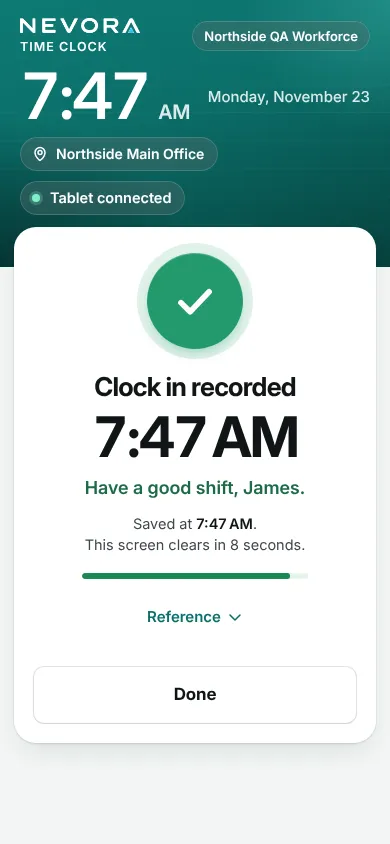 NEVORA
TIME CLOCK
Northside QA Workforce
7:47 AM
Monday, November 23
Northside Main Office
Tablet connected
Clock in recorded
7:47 AM
Have a good shift, James.
Saved at 7:47 AM.
This screen clears in 8 seconds.
Reference
Done